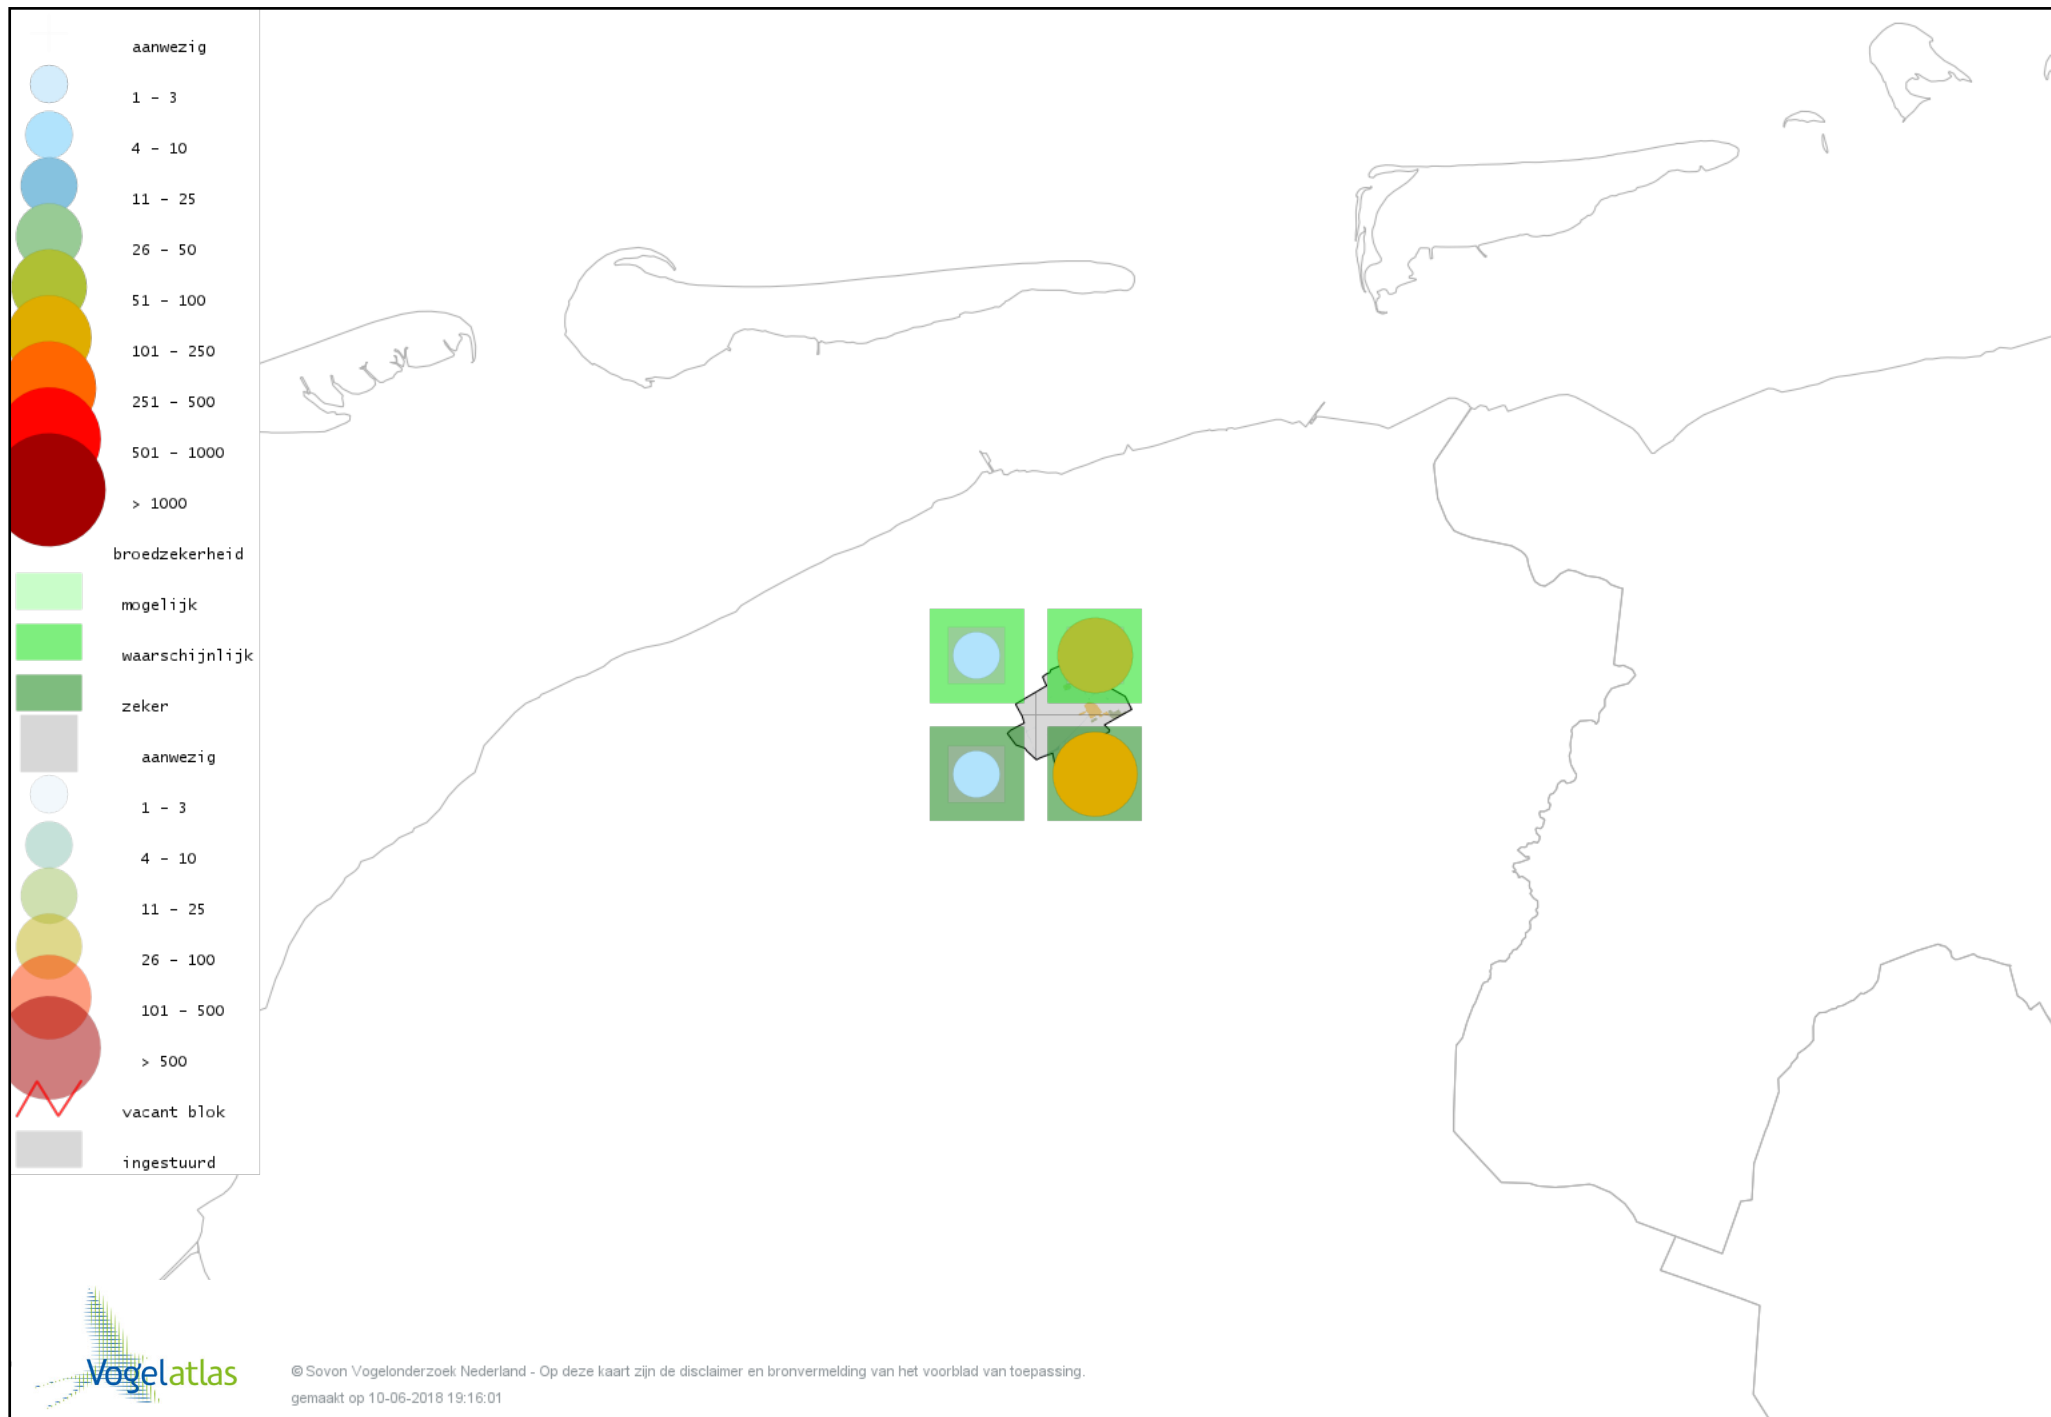 aanwezig
1 - 3
4 - 10
11 - 25
26 - 50
51 - 100
101 - 250
251 - 500
501 - 1000
> 1000
broedzekerheid
mogelijk
waarschijnlijk
zeker
aanwezig
1 - 3
4 - 10
11 - 25
26 - 100
101 - 500
> 500
vacant blok
ingestuurd
Vogelatlas
© Sovon Vogelonderzoek Nederland - Op deze kaart zijn de disclaimer en bronvermelding van het voorblad van toepassing.
gemaakt op 10-06-2018 19:16:01